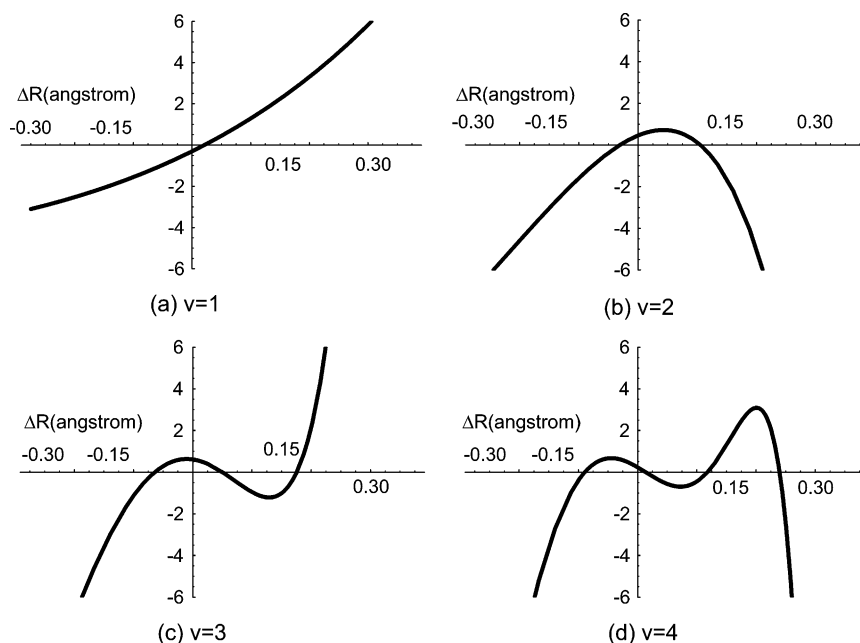 6
4
2
ΔR(angstrom)
-0.30 -0.15
0.15 0.30
-2
-4
-6
(a) v=1
6
4
2
ΔR(angstrom)
-0.30 -0.15 0.15 0.30
-2
-4
-6
(b) v=2
6
4
2
ΔR(angstrom)
-0.30 -0.15 0.15
0.30
-2
-4
-6
(c) v=3
6
4
2
ΔR(angstrom)
-0.30 -0.15
0.15 0.30
-2
-4
-6
(d) v=4